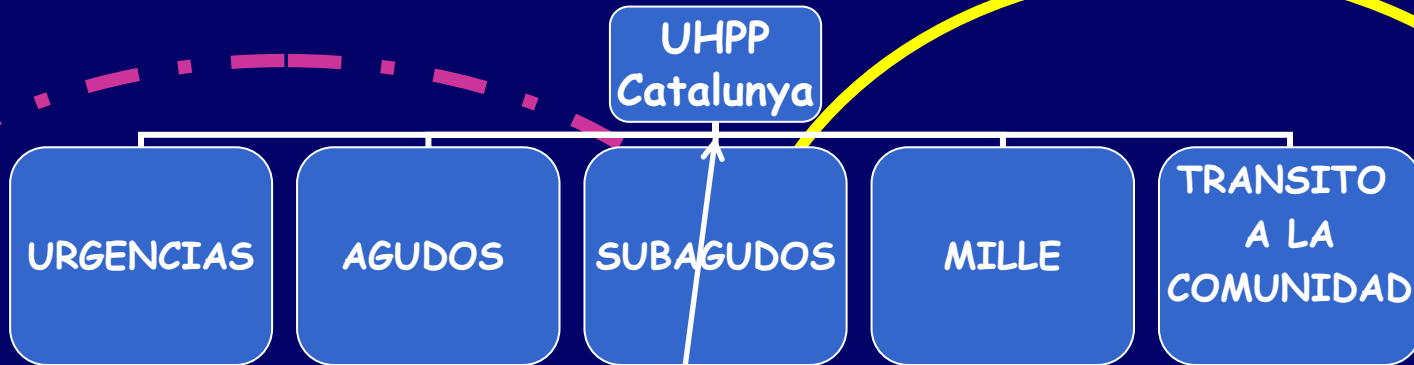 UHPP
Catalunya
URGENCIAS
AGUDOS
SUBAGUDOS
MILLE
TRANSITO
A LA
COMUNIDAD